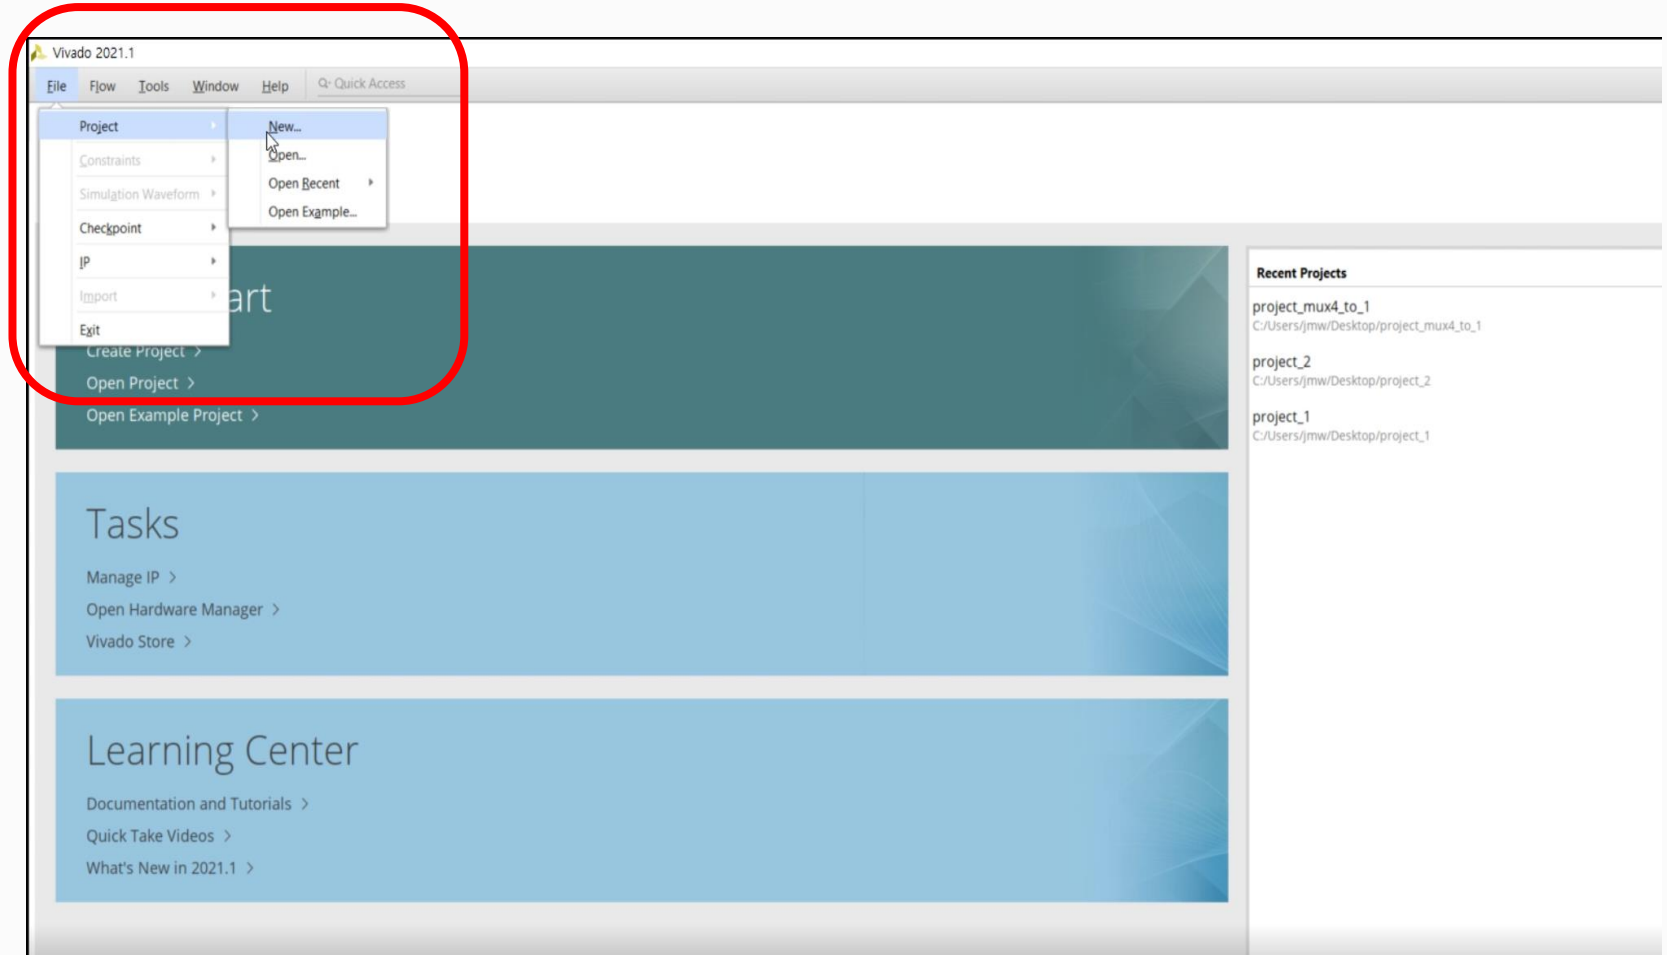 Vivado 2021.1
File Flow Tools Window Help Quick Access
Project
Constraints
Simulation Waveform
Checkpoint
IP
Import
Exit
New...
Open...
Open Recent
Open Example...
art
Create Project >
Open Project >
Open Example Project >
Tasks
Manage IP >
Open Hardware Manager >
Vivado Store >
Learning Center
Documentation and Tutorials >
Quick Take Videos >
What's New in 2021.1 >
Recent Projects
project_mux4_to_1
C:/Users/jmw/Desktop/project_mux4_to_1
project_2
C:/Users/jmw/Desktop/project_2
project_1
C:/Users/jmw/Desktop/project_1